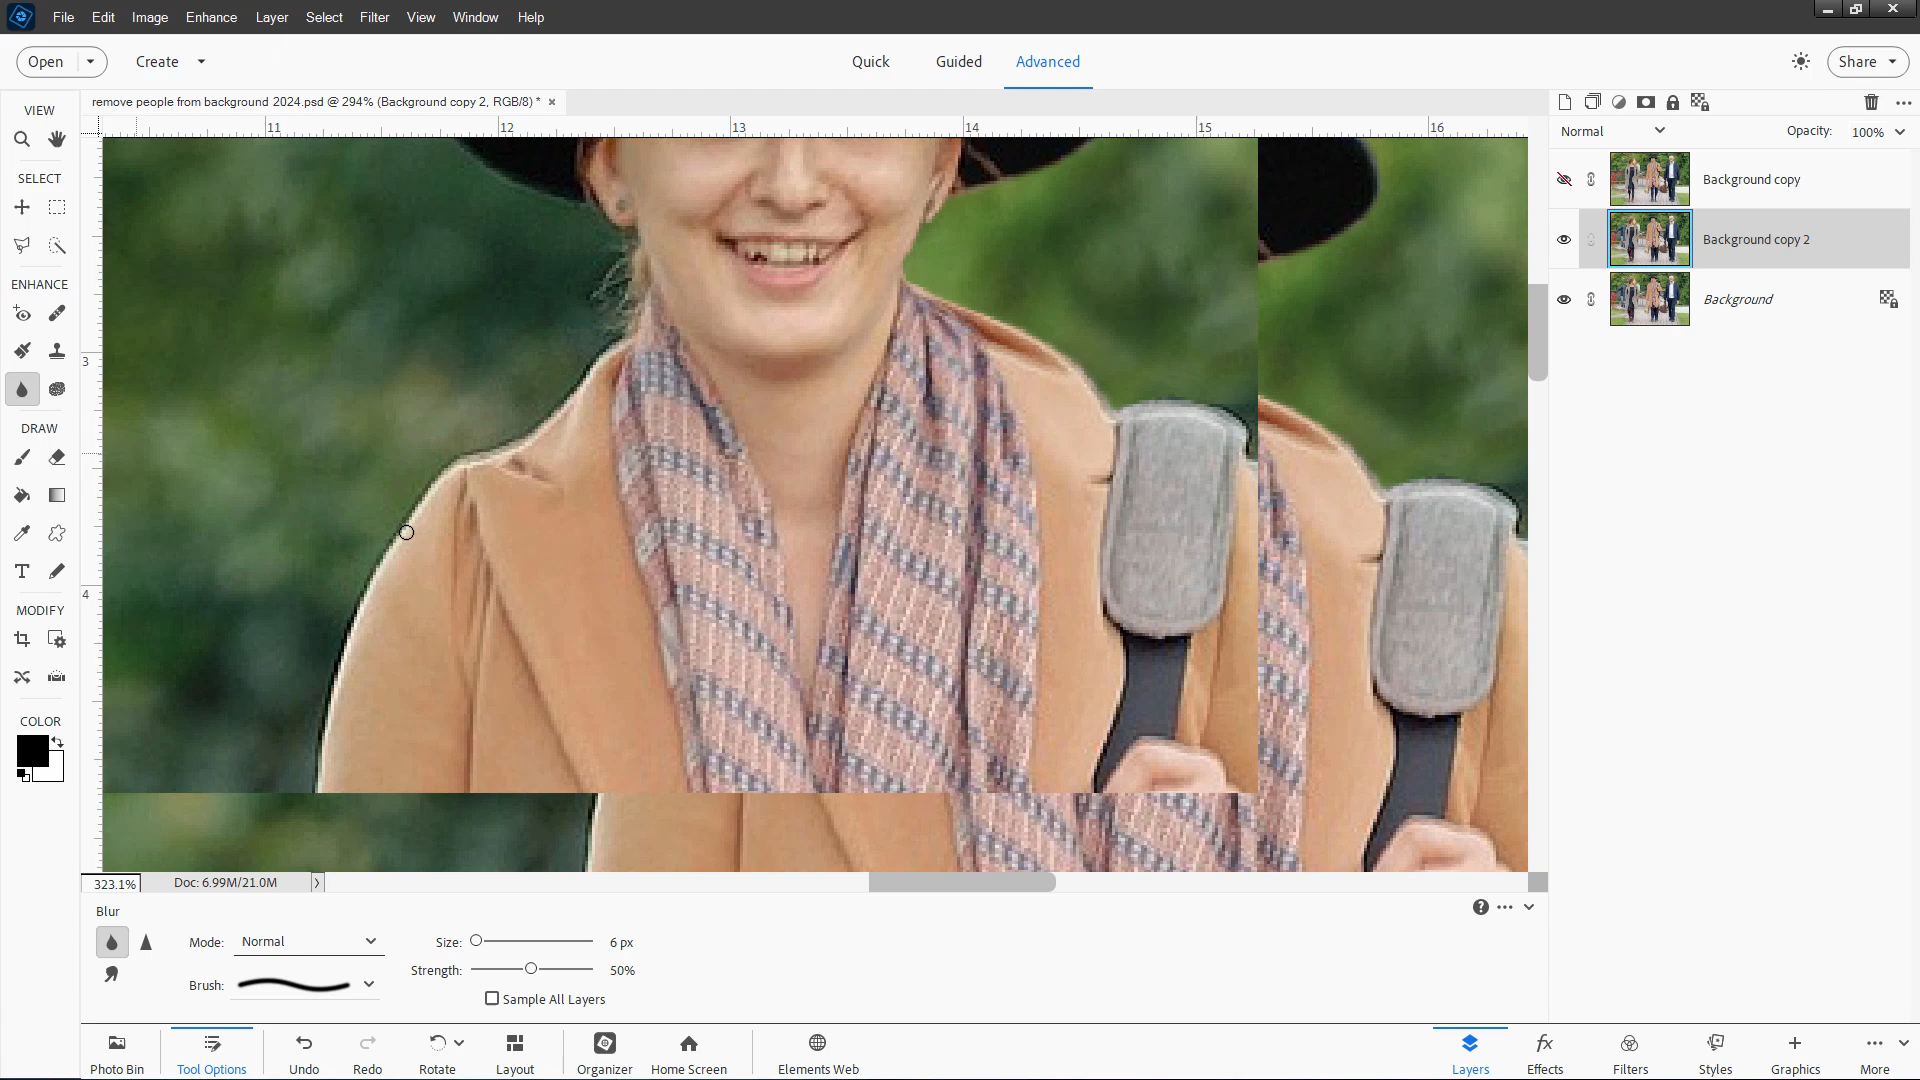 File Edit Image Enhance Layer Select Filter View Window Help
Open Create Quick Guided Advanced Share
VIEW
remove people from background 2024.psd @ 294% (Background copy 2, RGB/8) *
11 12 13 14 15 16
Normal Opacity: 100%
SELECT
Background copy
Background copy 2
ENHANCE
Background
3
DRAW
4
MODIFY
COLOR
323.1% Doc: 6.99M/21.0M
Blur
Mode: Normal Size: 6 px
Strength: 50%
Brush:
Sample All Layers
Photo Bin Tool Options Undo Redo Rotate Layout Organizer Home Screen Elements Web Layers Effects Filters Styles Graphics More